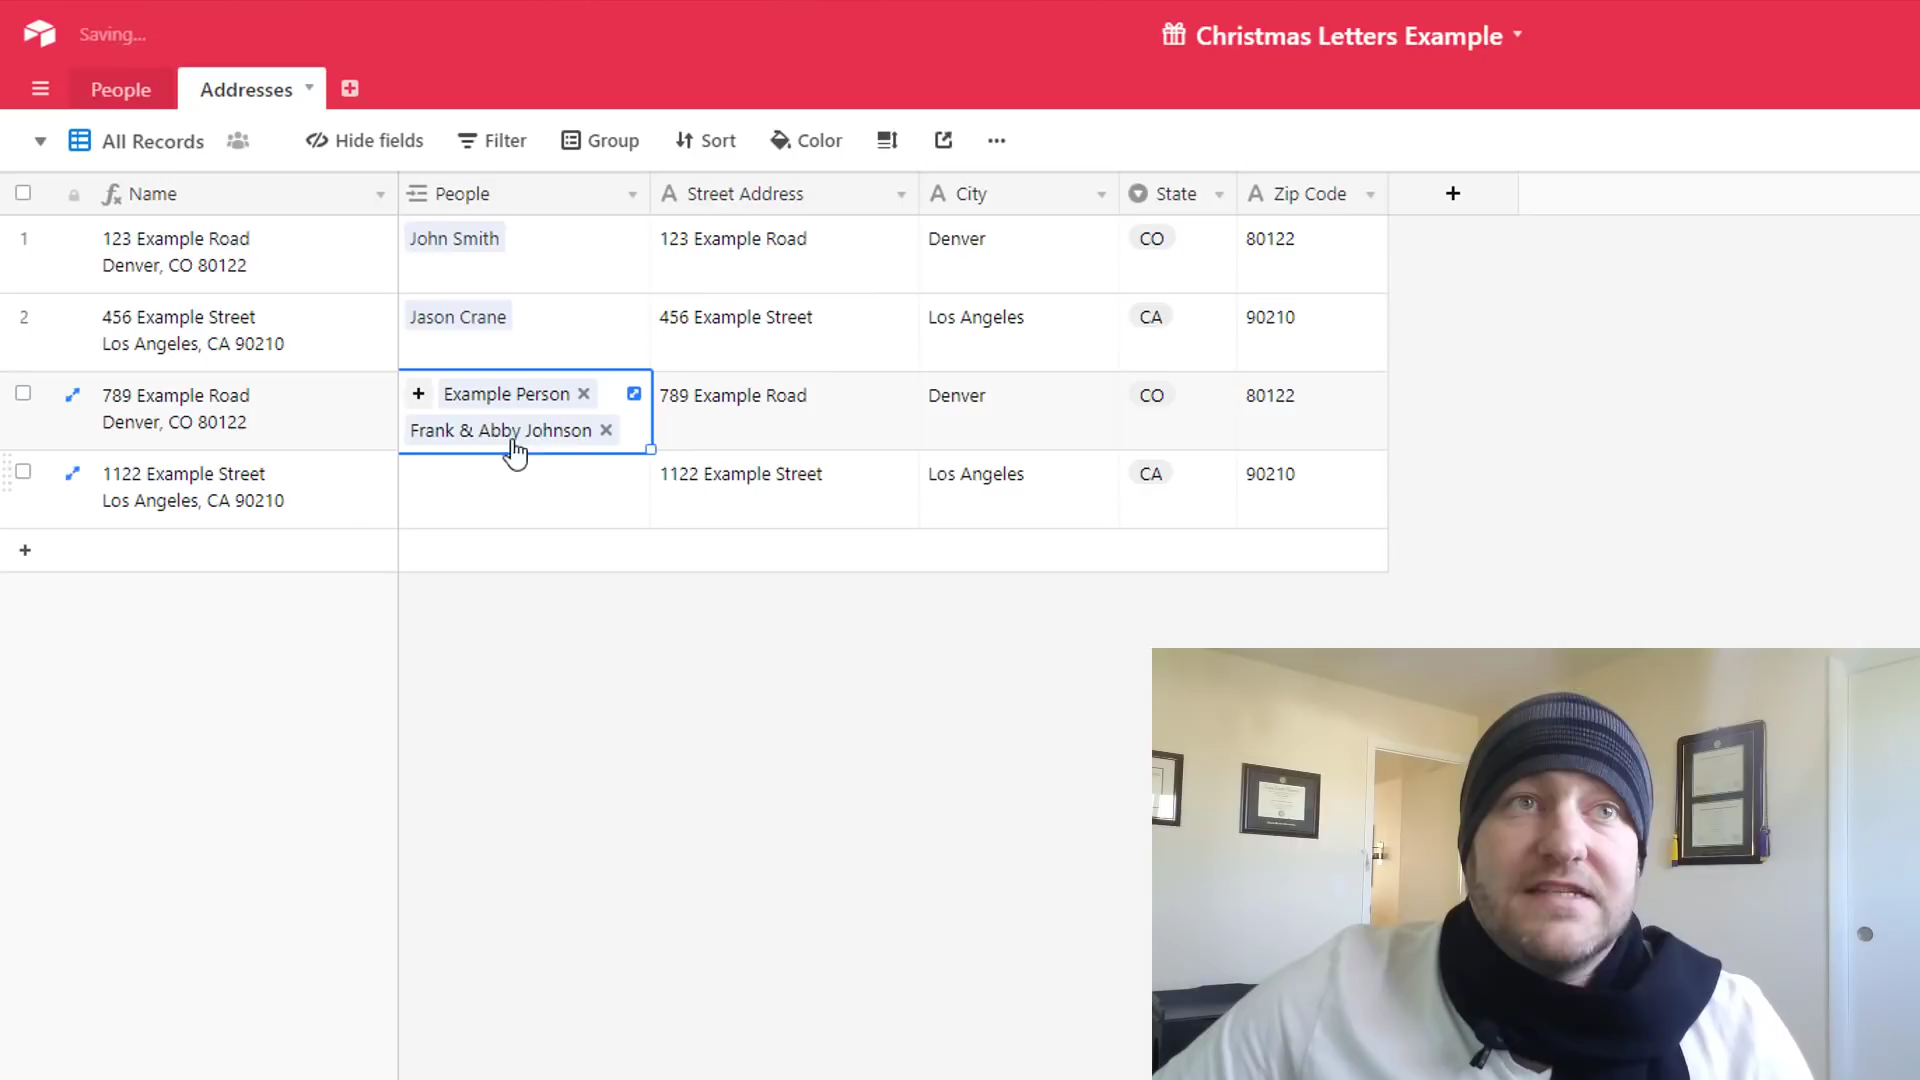 Saving...
Christmas Letters Example
People
Addresses
All Records
Hide fields
Filter
Group
Sort
Color
Name
People
Street Address
City
State
Zip Code
1
123 Example Road
Denver, CO 80122
John Smith
123 Example Road
Denver
CO
80122
2
456 Example Street
Los Angeles, CA 90210
Jason Crane
456 Example Street
Los Angeles
CA
90210
789 Example Road
Denver, CO 80122
Example Person
Frank & Abby Johnson
789 Example Road
Denver
CO
80122
1122 Example Street
Los Angeles, CA 90210
1122 Example Street
Los Angeles
CA
90210